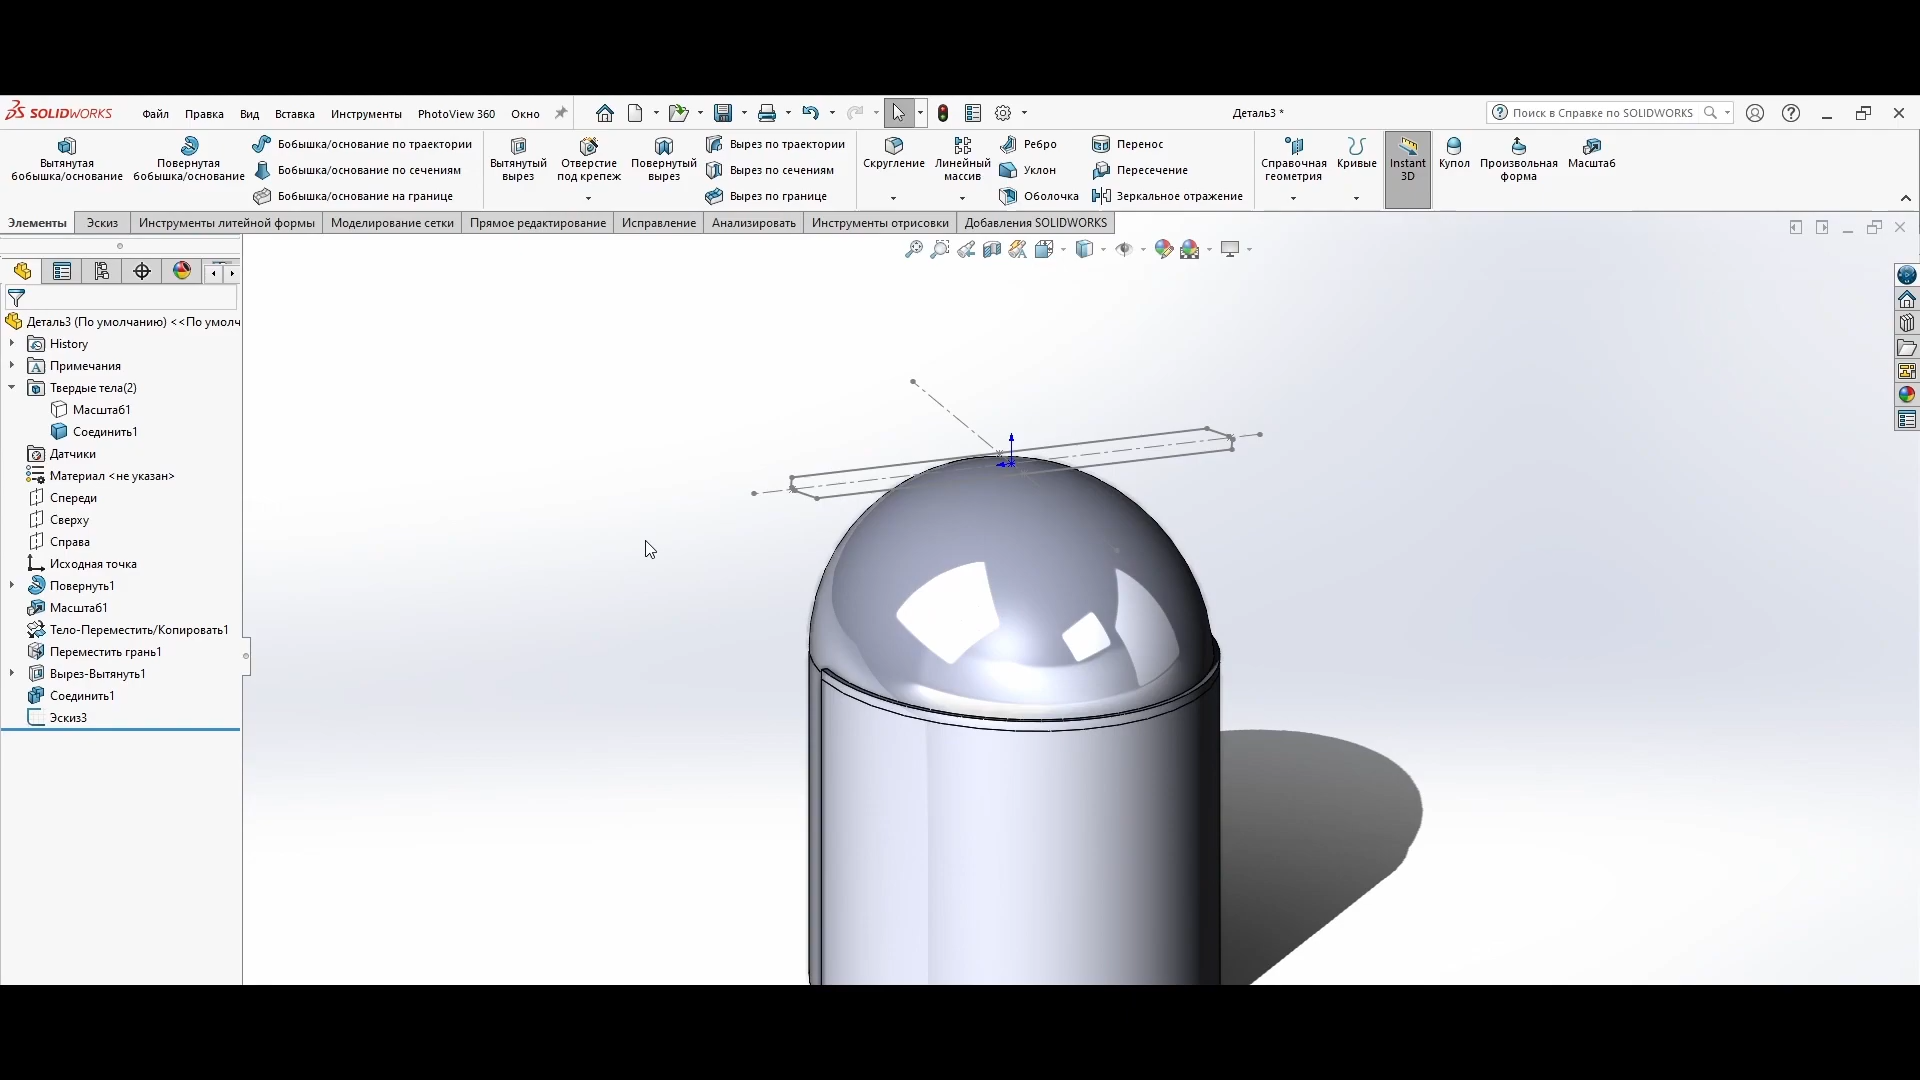 SOLIDWORKS Файл Правка Вид Вставка Инструменты PhotoView 360 Окно Деталь3 * Поиск в Справке по SOLIDWORKS
Вытянутая бобышка/основание
Повернутая бобышка/основание
Бобышка/основание по траектории
Бобышка/основание по сечениям
Бобышка/основание на границе
Вытянутый вырез
Отверстие под крепеж
Повернутый вырез
Вырез по траектории
Вырез по сечениям
Вырез по границе
Скругление
Линейный массив
Ребро
Уклон
Оболочка
Перенос
Пересечение
Зеркальное отражение
Справочная геометрия
Кривые
Instant 3D
Купол
Произвольная форма
Масштаб
Элементы Эскиз Инструменты литейной формы Моделирование сетки Прямое редактирование Исправление Анализировать Инструменты отрисовки Добавления SOLIDWORKS
Деталь3 (По умолчанию) <<По умолч
History
Примечания
Твердые тела(2)
Масштаб1
Соединить1
Датчики
Материал <не указан>
Спереди
Сверху
Справа
Исходная точка
Повернуть1
Масштаб1
Тело-Переместить/Копировать1
Переместить грань1
Вырез-Вытянуть1
Соединить1
Эскиз3